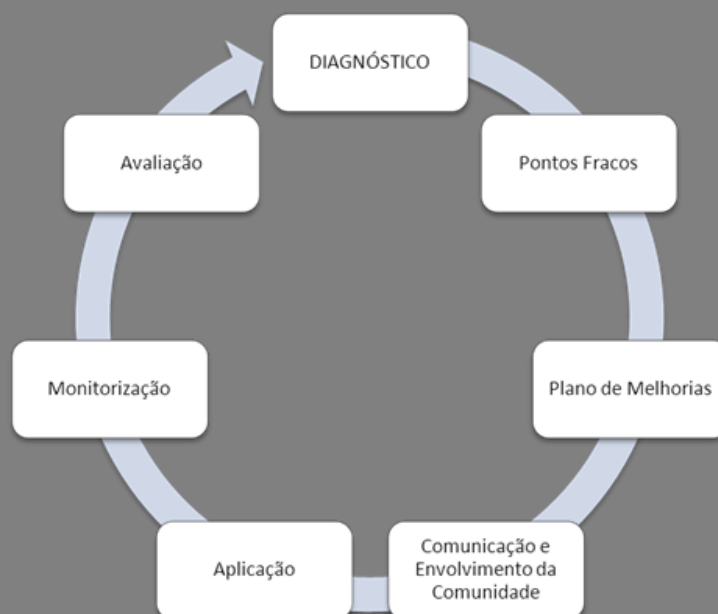 DIAGNÓSTICO
Pontos Fracos
Plano de Melhorias
Comunicação e
Envolvimento da
Comunidade
Aplicação
Monitorização
Avaliação